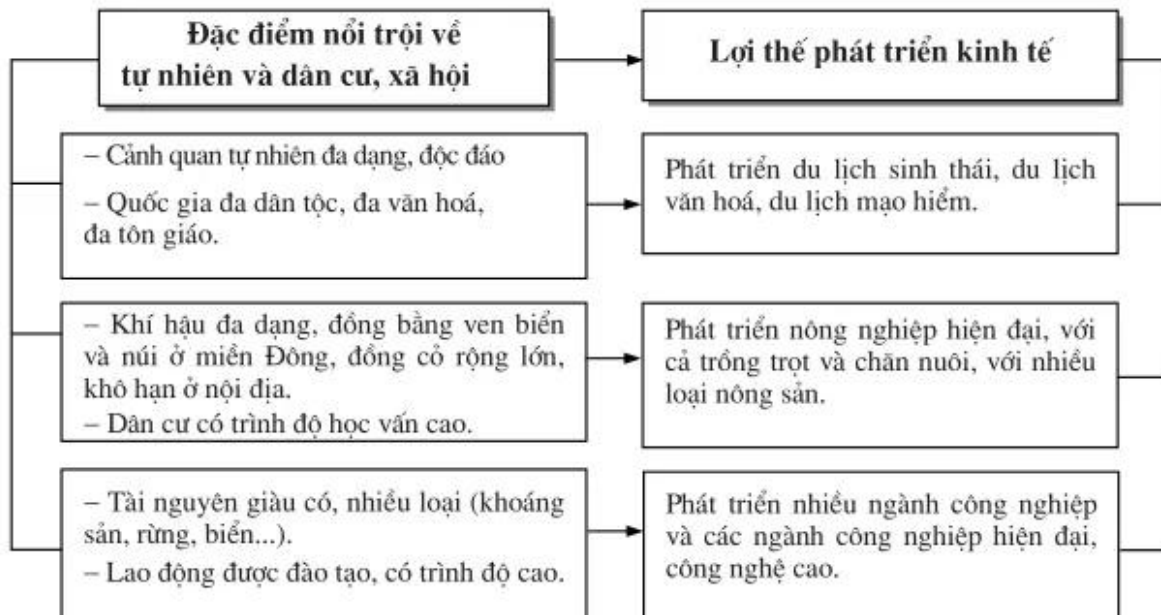 Đặc điểm nổi trội về
tự nhiên và dân cư, xã hội
Lợi thế phát triển kinh tế
– Cảnh quan tự nhiên đa dạng, độc đáo
– Quốc gia đa dân tộc, đa văn hoá,
đa tôn giáo.
Phát triển du lịch sinh thái, du lịch
văn hoá, du lịch mạo hiểm.
– Khí hậu đa dạng, đồng bằng ven biển
và núi ở miền Đông, đồng cỏ rộng lớn,
khô hạn ở nội địa.
– Dân cư có trình độ học vấn cao.
Phát triển nông nghiệp hiện đại, với
cả trồng trọt và chăn nuôi, với nhiều
loại nông sản.
– Tài nguyên giàu có, nhiều loại (khoáng
sản, rừng, biển...).
– Lao động được đào tạo, có trình độ cao.
Phát triển nhiều ngành công nghiệp
và các ngành công nghiệp hiện đại,
công nghệ cao.